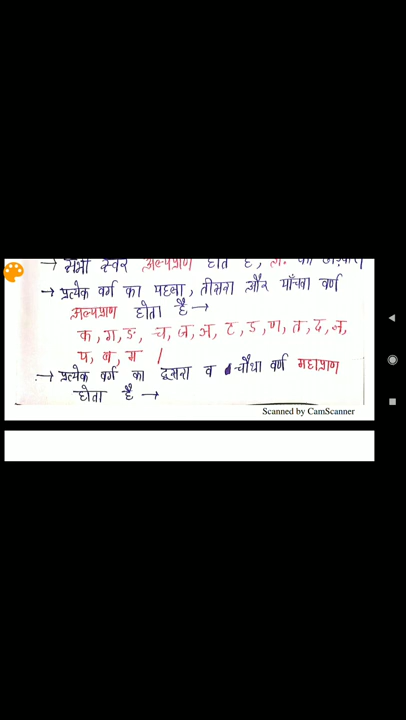 → सभी स्वर अल्पप्राण होते है,
→ प्रत्येक वर्ग का पहला, तीसरा और पाँचवा वर्ण
अल्पप्राण होता है →
क, ग, ङ, च, ज, ञ, ट, ड, ण, त, द, न,
प, ब, म |
→ प्रत्येक वर्ग का दूसरा व चौथा वर्ण महाप्राण
होता है →
Scanned by CamScanner